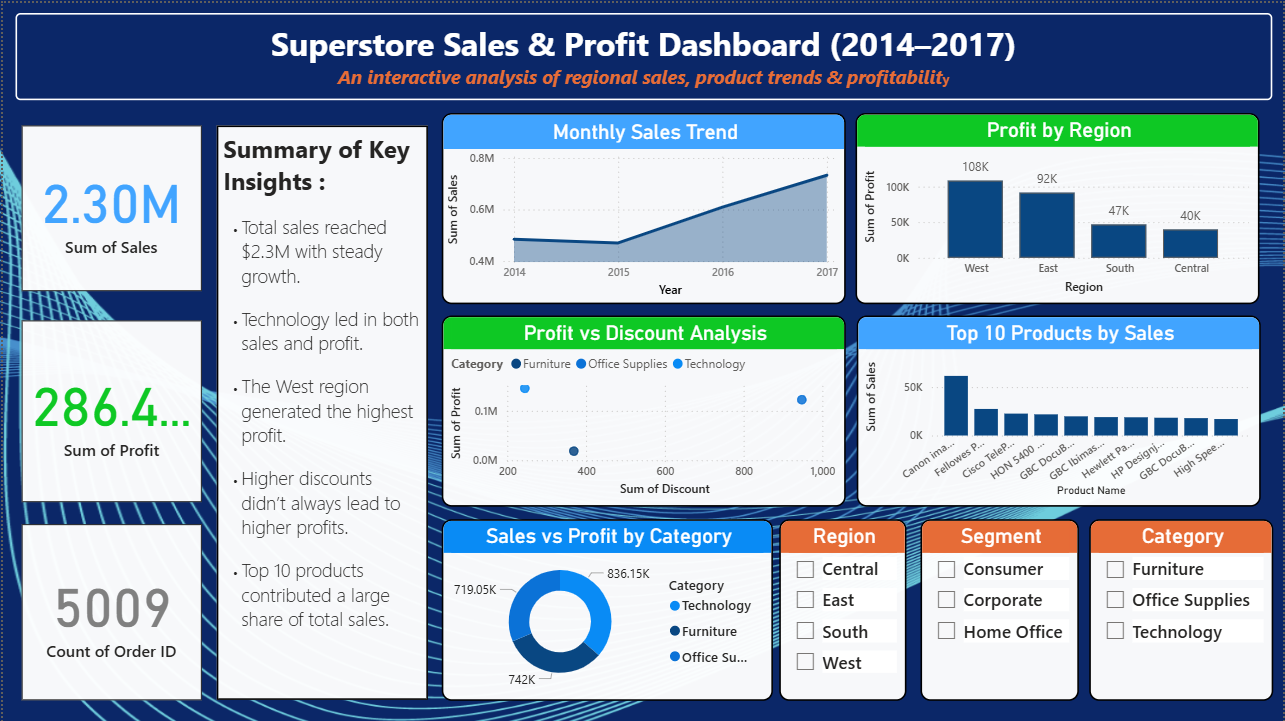 Superstore Sales & Profit Dashboard (2014–2017)
An interactive analysis of regional sales, product trends & profitability
2.30M
Sum of Sales
286.4...
Sum of Profit
5009
Count of Order ID
Summary of Key
Insights :
• Total sales reached
$2.3M with steady
growth.
• Technology led in both
sales and profit.
• The West region
generated the highest
profit.
• Higher discounts
didn't always lead to
higher profits.
• Top 10 products
contributed a large
share of total sales.
Monthly Sales Trend
Sum of Sales
0.8M
0.6M
0.4M
2014 2015 2016 2017
Year
Profit by Region
Sum of Profit
100K
50K
0K
108K 92K 47K 40K
West East South Central
Region
Profit vs Discount Analysis
Category Furniture Office Supplies Technology
Sum of Profit
0.1M
0.0M
200 400 600 800 1,000
Sum of Discount
Top 10 Products by Sales
Sum of Sales
50K
0K
Canon ima... Fellowes P... Cisco TeleP... HON 5400 ... GBC DocuB... GBC Ibimas... Hewlett Pa... HP Designj... GBC DocuB... High Spee...
Product Name
Sales vs Profit by Category
836.15K
719.05K
742K
Category
Technology
Furniture
Office Su...
Region
Central
East
South
West
Segment
Consumer
Corporate
Home Office
Category
Furniture
Office Supplies
Technology